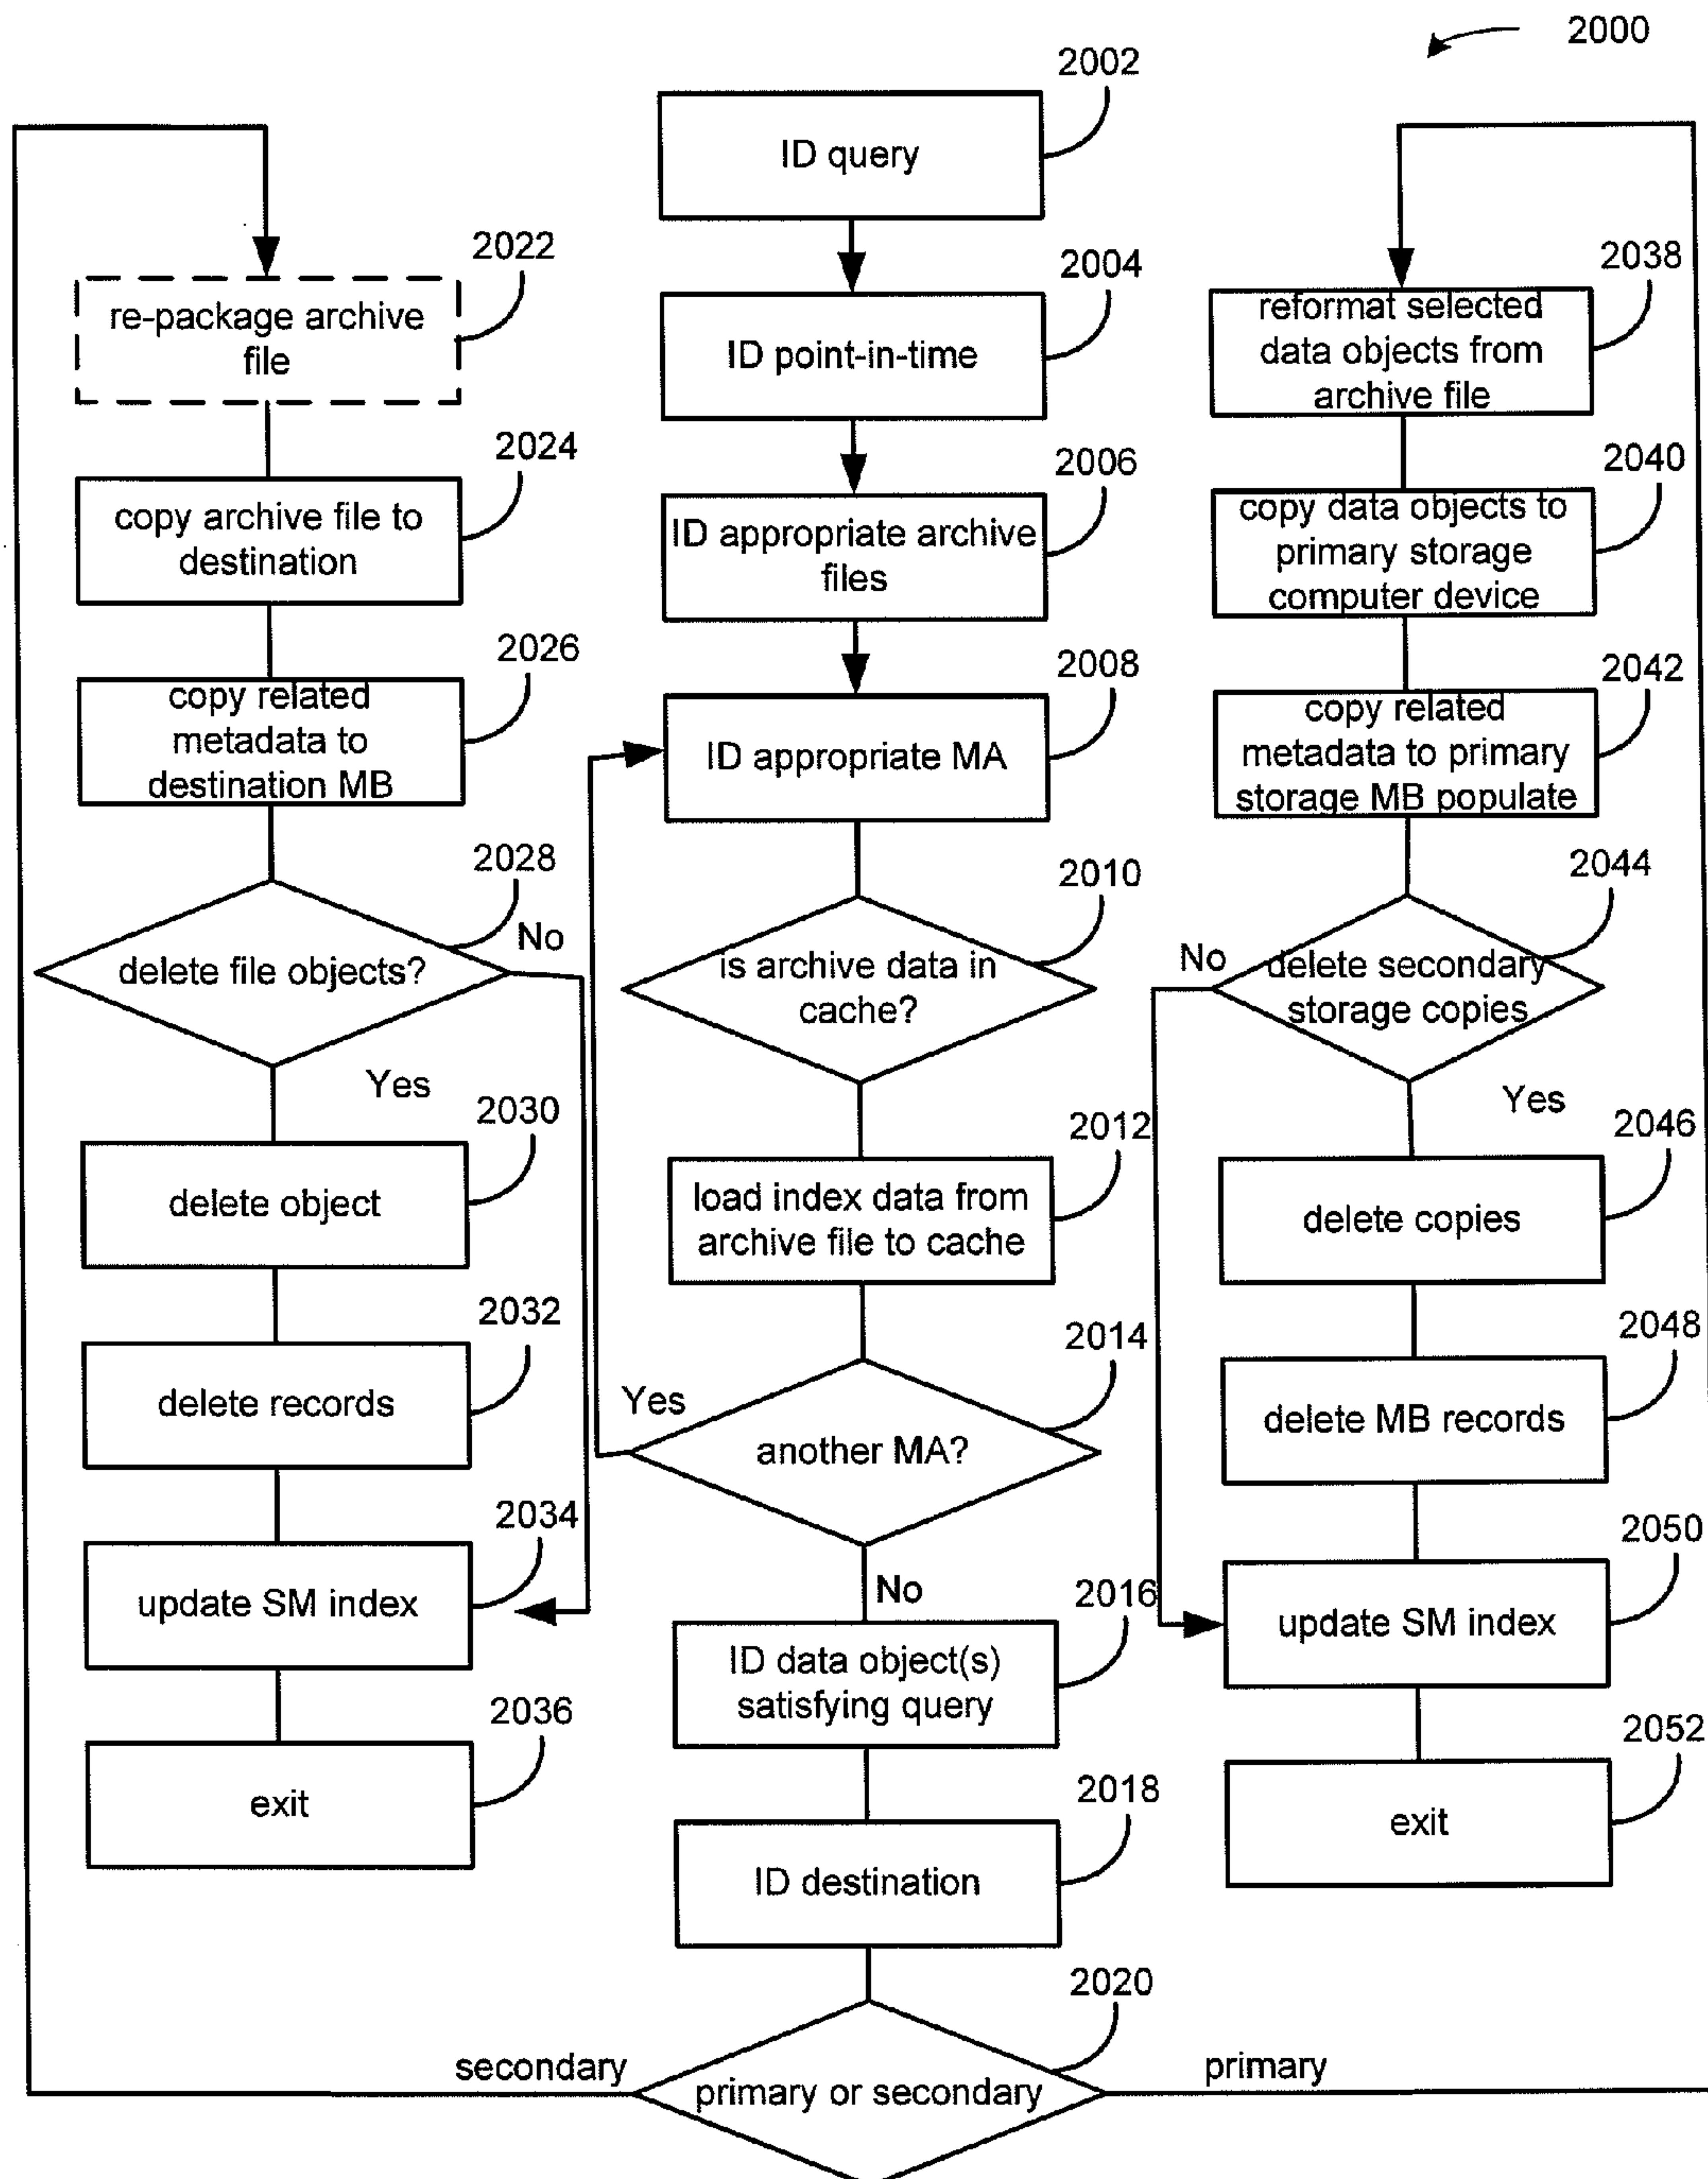 2000
2002
ID query
2004
ID point-in-time
2006
ID appropriate archive
files
2008
ID appropriate MA
2010
is archive data in
cache?
2012
load index data from
archive file to cache
2014
Yes
another MA?
No
2016
ID data object(s)
satisfying query
2018
ID destination
2020
secondary
primary or secondary
primary
2022
re-package archive
file
2024
copy archive file to
destination
2026
copy related
metadata to
destination MB
2028
No
delete file objects?
Yes
2030
delete object
2032
delete records
2034
update SM index
2036
exit
2038
reformat selected
data objects from
archive file
2040
copy data objects to
primary storage
computer device
2042
copy related
metadata to primary
storage MB populate
2044
No
delete secondary
storage copies
Yes
2046
delete copies
2048
delete MB records
2050
update SM index
2052
exit